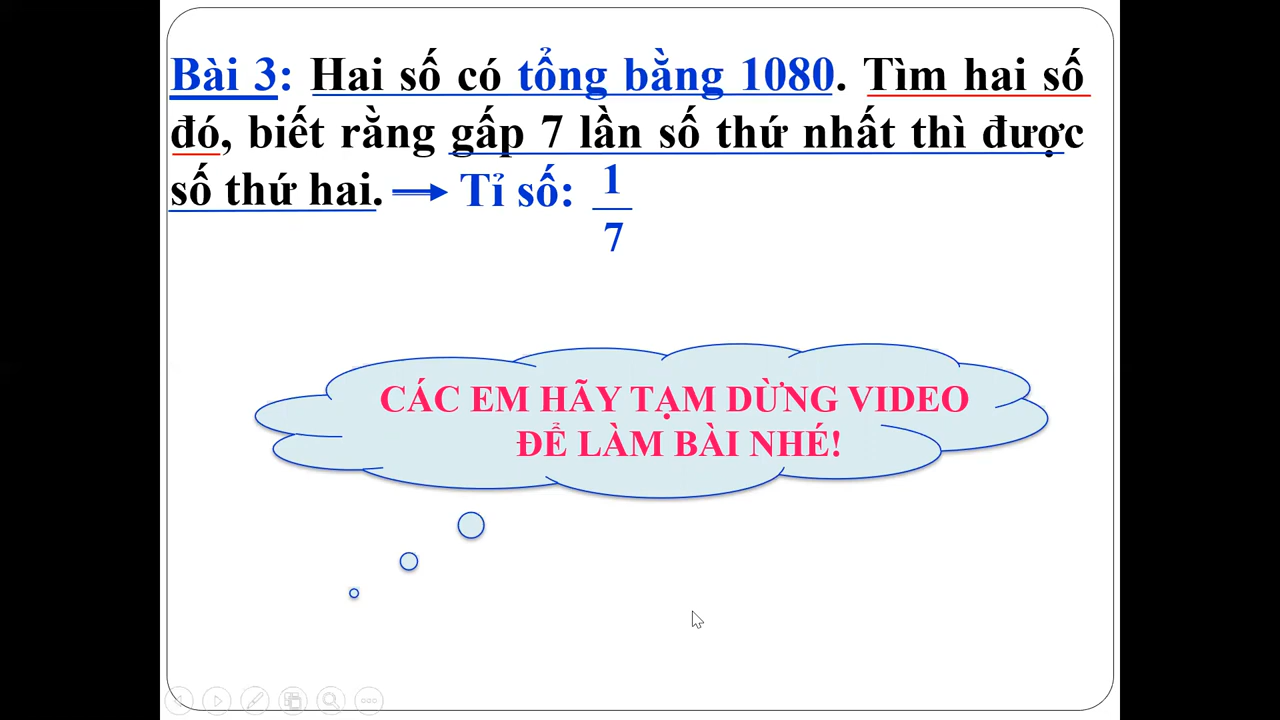 Bài 3: Hai số có tổng bằng 1080. Tìm hai số
đó, biết rằng gấp 7 lần số thứ nhất thì được
số thứ hai. → Tỉ số: 1/7
CÁC EM HÃY TẠM DỪNG VIDEO
ĐỂ LÀM BÀI NHÉ!